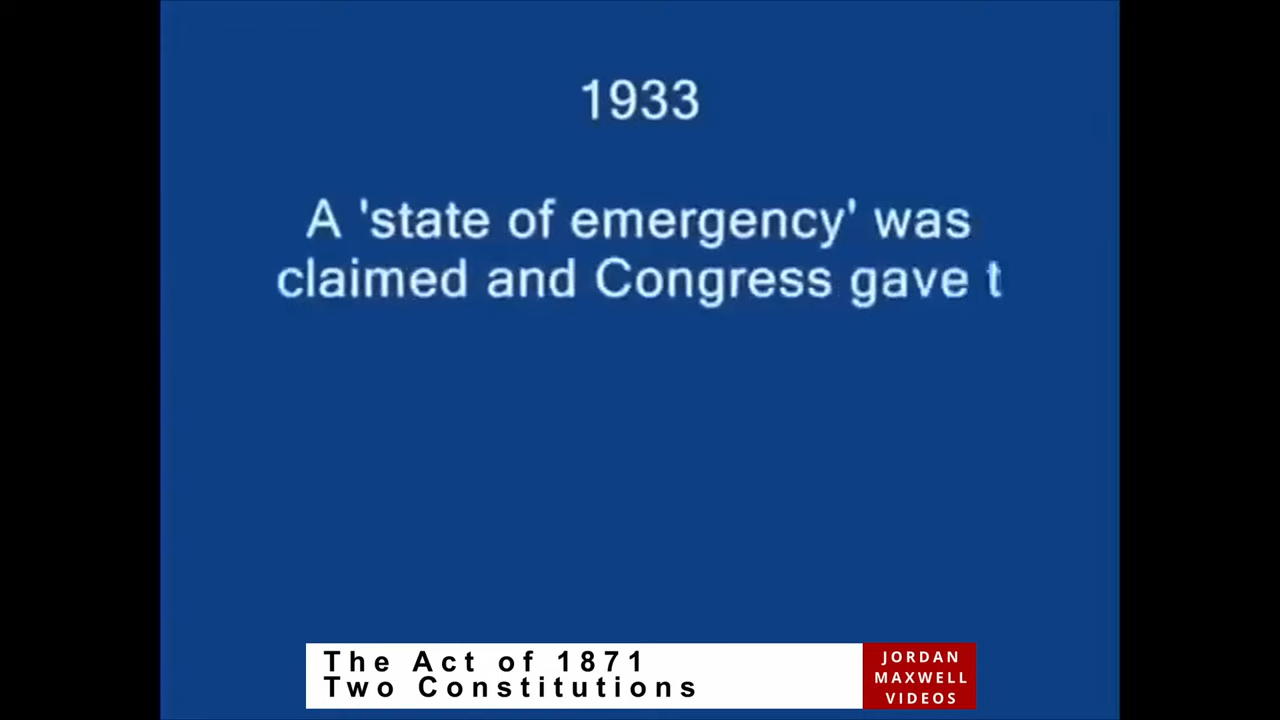 1933
A 'state of emergency' was
claimed and Congress gave t
The Act of 1871
Two Constitutions
JORDAN
MAXWELL
VIDEOS